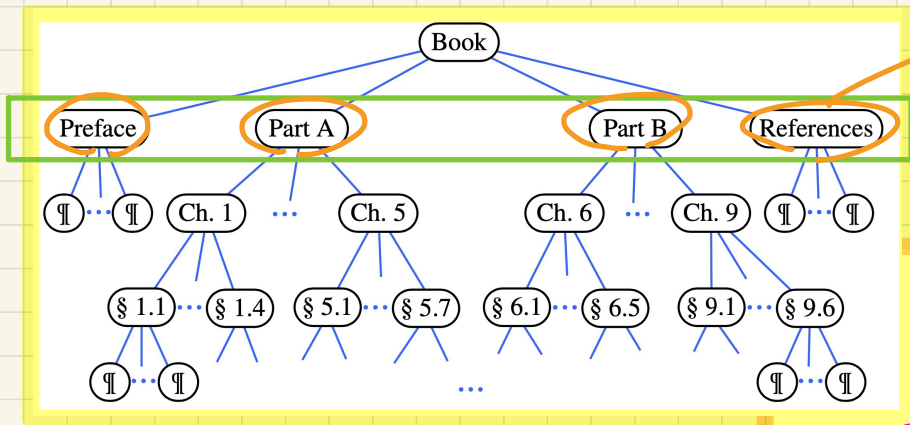 Book
Preface Part A Part B References
¶ ... ¶ Ch. 1 ... Ch. 5 Ch. 6 ... Ch. 9 ¶ ... ¶
§ 1.1 ... § 1.4 § 5.1 ... § 5.7 § 6.1 ... § 6.5 § 9.1 ... § 9.6
¶ ... ¶ ... ¶ ... ¶